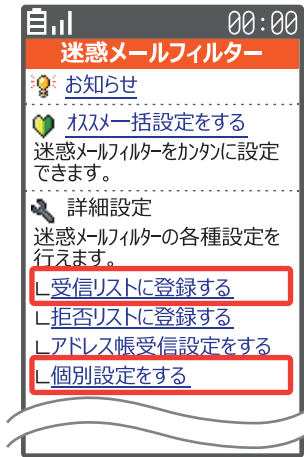 00:00
迷惑メールフィルター
お知らせ
ｵｽｽﾒ一括設定をする
迷惑ﾒｰﾙﾌｨﾙﾀｰをｶﾝﾀﾝに設定
できます。
詳細設定
迷惑ﾒｰﾙﾌｨﾙﾀｰの各種設定を
行えます。
∟受信リストに登録する
∟拒否リストに登録する
∟アドレス帳受信設定をする
∟個別設定をする